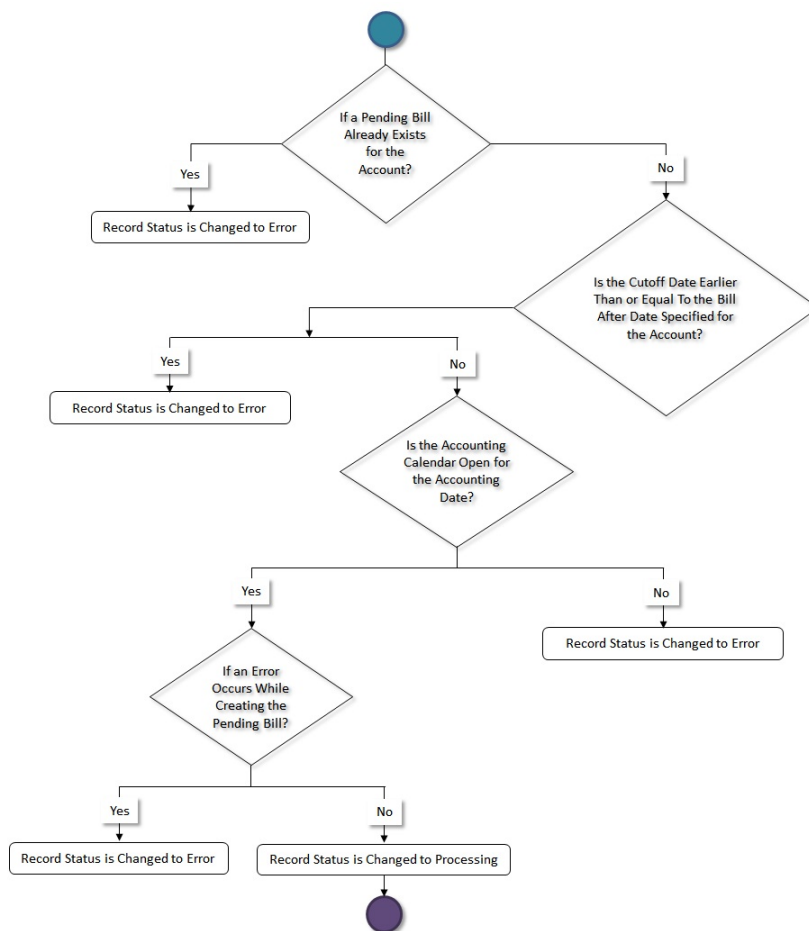 If a Pending Bill
Already Exists
for the
Account?
Yes
No
Record Status is Changed to Error
Is the Cutoff Date Earlier
Than or Equal To the Bill
After Date Specified for
the Account?
Yes
No
Record Status is Changed to Error
Is the Accounting
Calendar Open for
the Accounting
Date?
Yes
No
Record Status is Changed to Error
If an Error
Occurs While
Creating the
Pending Bill?
Yes
No
Record Status is Changed to Error
Record Status is Changed to Processing